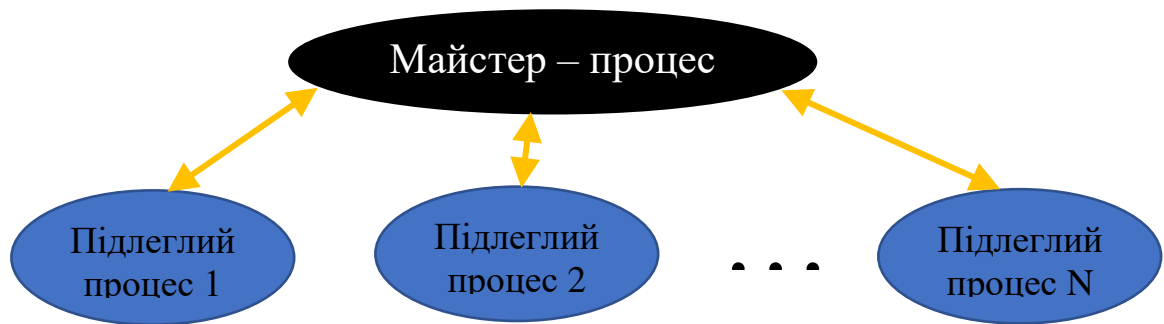 Майстер – процес
Підлеглий
процес 1
Підлеглий
процес 2
. . .
Підлеглий
процес N